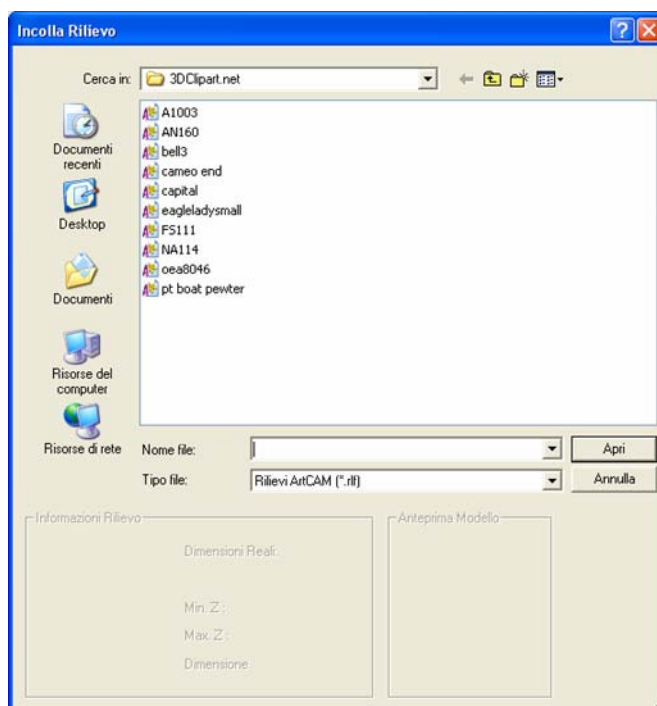 Incolla Rilievo
Cerca in:
3DClipart.net
Documenti recenti
Desktop
Documenti
Risorse del computer
Risorse di rete
A1003
AN160
bell3
cameo end
capital
eagleladysmall
FS111
NA114
oea8046
pt boat pewter
Nome file:
Apri
Tipo file:
Rilievi ArtCAM (*.rlf)
Annulla
Informazioni Rilievo
Dimensioni Reali:
Min. Z :
Max. Z :
Dimensione
Anteprima Modello